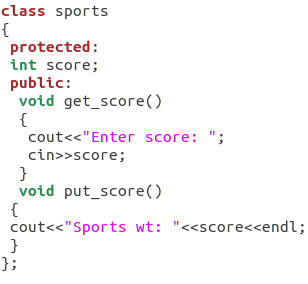 class sports
{
 protected:
 int score;
 public:
  void get_score()
  {
   cout<<"Enter score: ";
   cin>>score;
  }
  void put_score()
 {
 cout<<"Sports wt: "<<score<<endl;
 }
};